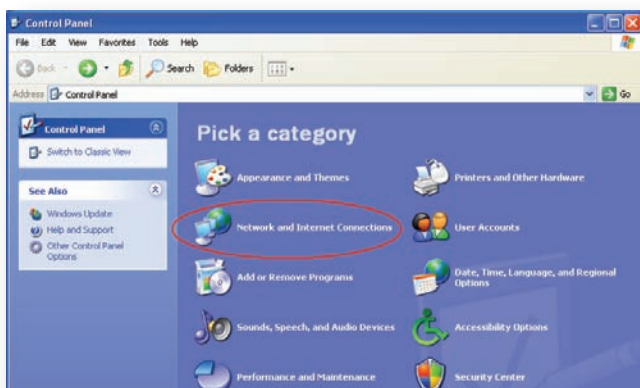 Control Panel
File Edit View Favorites Tools Help
Back Search Folders
Address Control Panel Go
Control Panel
Switch to Classic View
See Also
Windows Update
Help and Support
Other Control Panel
Options
Pick a category
Appearance and Themes
Printers and Other Hardware
Network and Internet Connections
User Accounts
Add or Remove Programs
Date, Time, Language, and Regional
Options
Sounds, Speech, and Audio Devices
Accessibility Options
Performance and Maintenance
Security Center